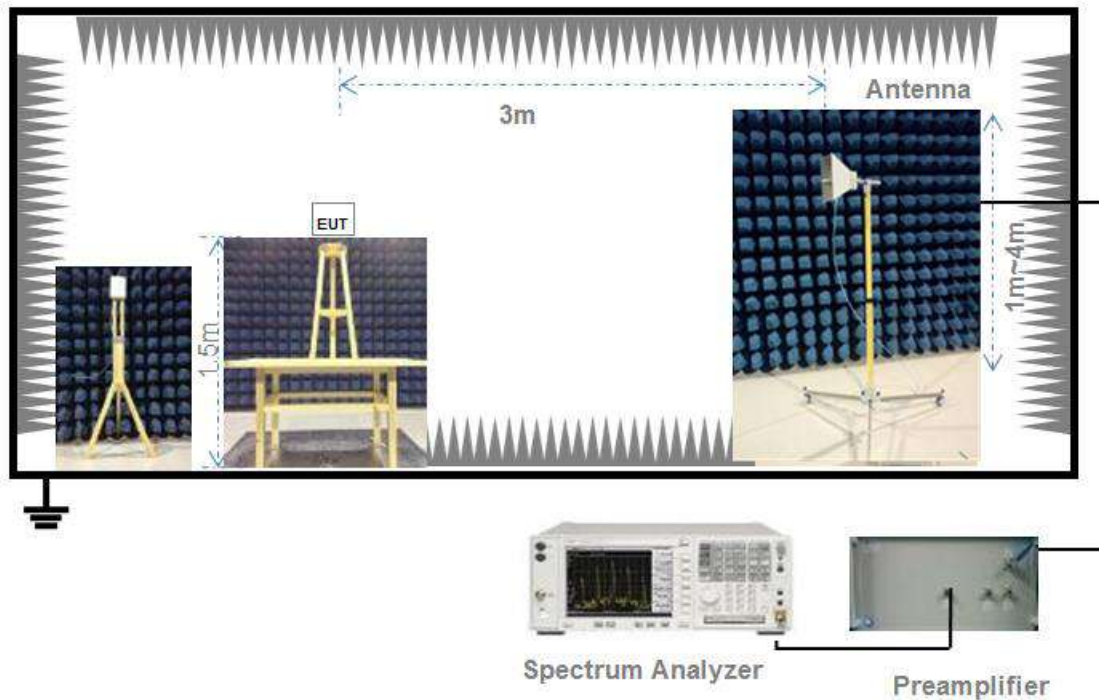 Antenna
3m
EUT
1.5m
1m~4m
Spectrum Analyzer
Preamplifier